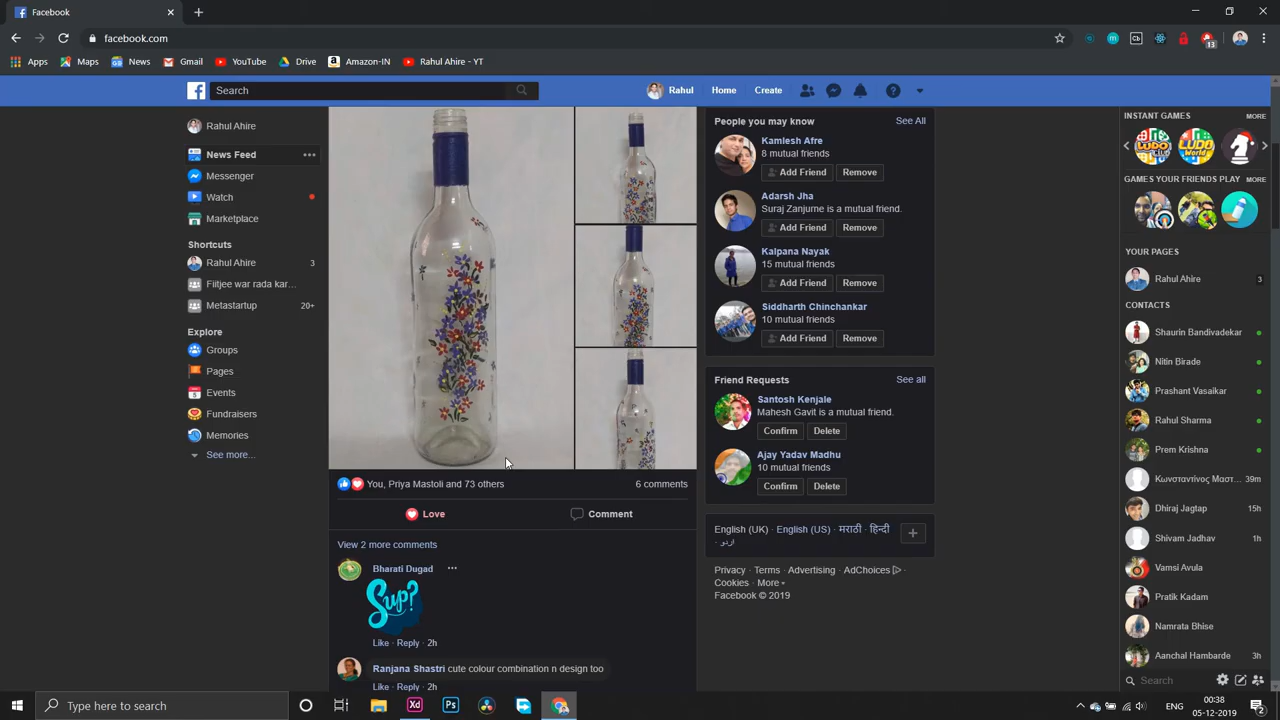 Facebook
facebook.com
Cb
13
Apps
Maps
News
Gmail
YouTube
Drive
Amazon-IN
Rahul Ahire - YT
Search
Rahul
Home
Create
Rahul Ahire
News Feed
Messenger
Watch
Marketplace
Shortcuts
Rahul Ahire 3
Fiitjee war rada kar...
Metastartup 20+
Explore
Groups
Pages
Events
Fundraisers
Memories
See more...
You, Priya Mastoli and 73 others
6 comments
Love
Comment
View 2 more comments
Bharati Dugad
Sup?
Like · Reply · 2h
Ranjana Shastri cute colour combination n design too
Like · Reply · 2h
People you may know
See All
Kamlesh Afre
8 mutual friends
Add Friend
Remove
Adarsh Jha
Suraj Zanjurne is a mutual friend.
Add Friend
Remove
Kalpana Nayak
15 mutual friends
Add Friend
Remove
Siddharth Chinchankar
10 mutual friends
Add Friend
Remove
Friend Requests
See all
Santosh Kenjale
Mahesh Gavit is a mutual friend.
Confirm
Delete
Ajay Yadav Madhu
10 mutual friends
Confirm
Delete
English (UK) · English (US) · मराठी · हिन्दी
· اردو
Privacy · Terms · Advertising · AdChoices ·
Cookies · More
Facebook © 2019
INSTANT GAMES
MORE
LUDO CLUB
LUDO World
GAMES YOUR FRIENDS PLAY
MORE
YOUR PAGES
Rahul Ahire 3
CONTACTS
Shaurin Bandivadekar
Nitin Birade
Prashant Vasaikar
Rahul Sharma
Prem Krishna
Κωνσταντίνος Μαστ... 39m
Dhiraj Jagtap 15h
Shivam Jadhav 1h
Vamsi Avula
Pratik Kadam
Namrata Bhise
Aanchal Hambarde 3h
Search
Type here to search
Xd
Ps
ENG
00:38
05-12-2019
2